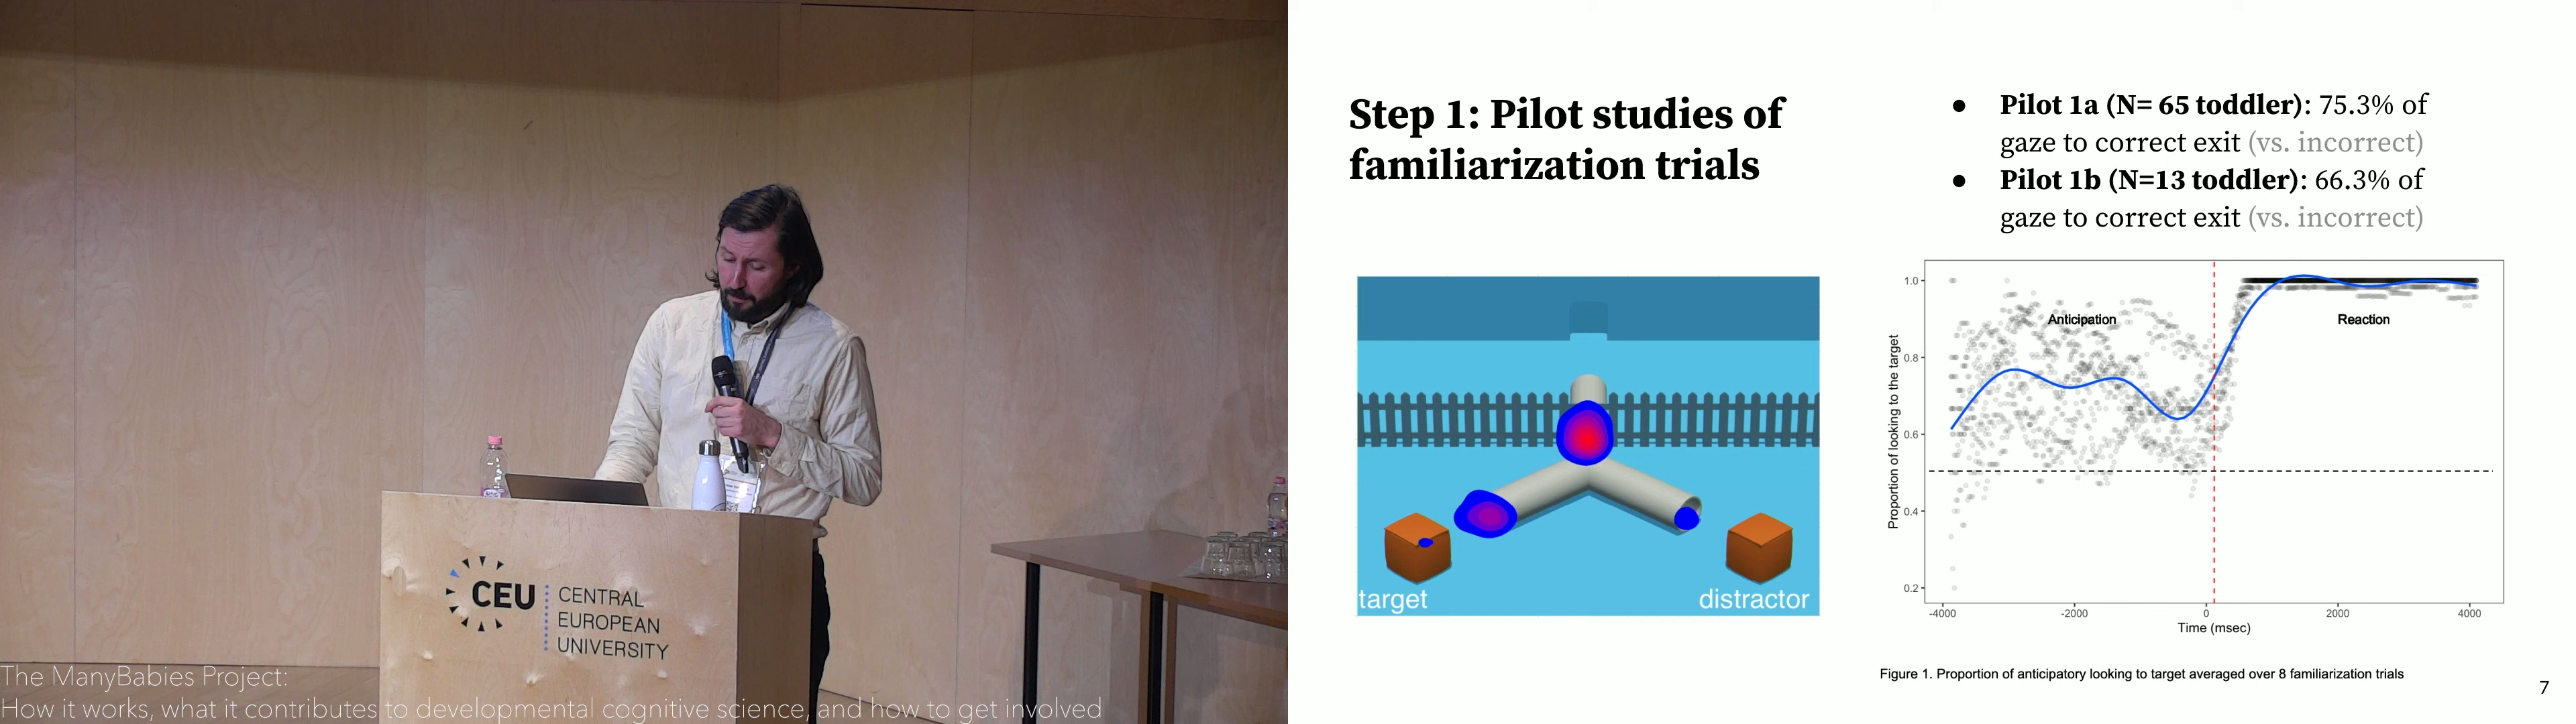 CEU
CENTRAL
EUROPEAN
UNIVERSITY
The ManyBabies Project:
How it works, what it contributes to developmental cognitive science, and how to get involved
Step 1: Pilot studies of
familiarization trials
target
distractor
● Pilot 1a (N= 65 toddler): 75.3% of
gaze to correct exit (vs. incorrect)
● Pilot 1b (N=13 toddler): 66.3% of
gaze to correct exit (vs. incorrect)
Proportion of looking to the target
1.0
0.8
0.6
0.4
0.2
Anticipation
Reaction
-4000 -2000 0 2000 4000
Time (msec)
Figure 1. Proportion of anticipatory looking to target averaged over 8 familiarization trials
7